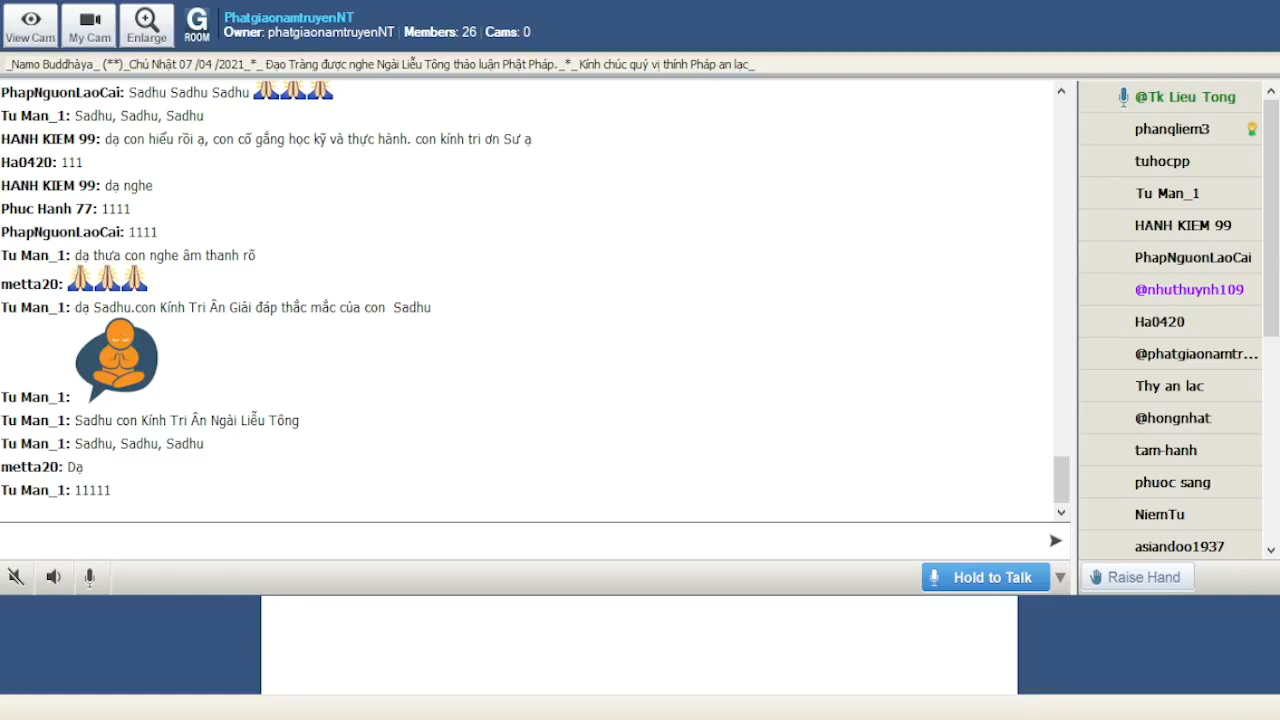 View Cam
My Cam
Enlarge
G
ROOM
PhatgiaonamtruyenNT
Owner: phatgiaonamtruyenNT | Members: 26 | Cams: 0
_Namo Buddhàya_ (**)_Chủ Nhật 07 /04 /2021_*_ Đạo Tràng được nghe Ngài Liễu Tông thảo luận Phật Pháp._*_Kính chúc quý vị thính Pháp an lạc_
PhapNguonLaoCai: Sadhu Sadhu Sadhu
Tu Man_1: Sadhu, Sadhu, Sadhu
HANH KIEM 99: dạ con hiểu rồi ạ, con cố gắng học kỹ và thực hành. con kính tri ơn Sư ạ
Ha0420: 111
HANH KIEM 99: dạ nghe
Phuc Hanh 77: 1111
PhapNguonLaoCai: 1111
Tu Man_1: dạ thưa con nghe âm thanh rõ
metta20:
Tu Man_1: dạ Sadhu.con Kính Tri Ân Giải đáp thắc mắc của con Sadhu
Tu Man_1:
Tu Man_1: Sadhu con Kính Tri Ân Ngài Liễu Tông
Tu Man_1: Sadhu, Sadhu, Sadhu
metta20: Dạ
Tu Man_1: 11111
Hold to Talk
@Tk Lieu Tong
phanqliem3
tuhocpp
Tu Man_1
HANH KIEM 99
PhapNguonLaoCai
@nhuthuynh109
Ha0420
@phatgiaonamtr...
Thy an lac
@hongnhat
tam-hanh
phuoc sang
NiemTu
asiandoo1937
Raise Hand